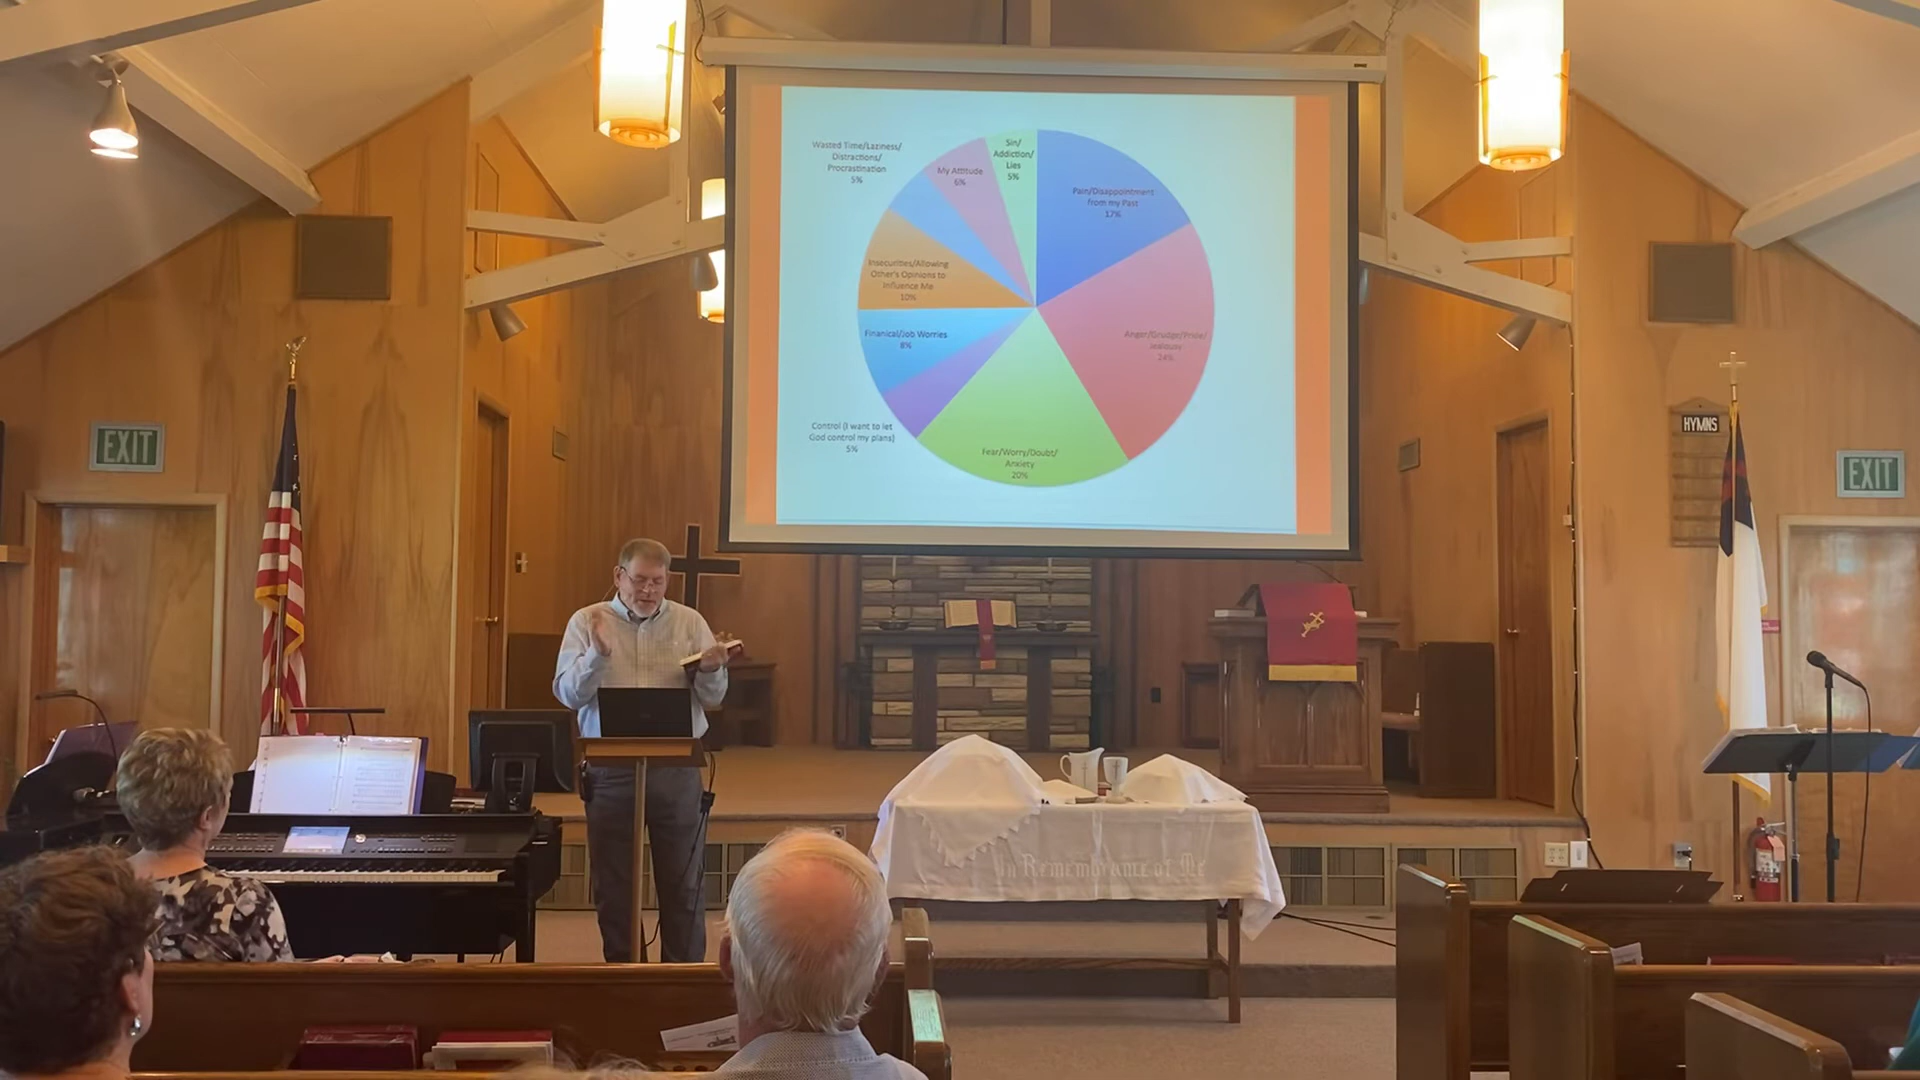 Wasted Time/Laziness/
Distractions/
Procrastination
5%
My Attitude
6%
Sin/
Addiction/
Lies
5%
Pain/Disappointment
from my Past
17%
Insecurities/Allowing
Other's Opinions to
Influence Me
10%
Anger/Grudge/Pride/
Jealousy
24%
Finanical/Job Worries
8%
Control (I want to let
God control my plans)
5%
Fear/Worry/Doubt/
Anxiety
20%
EXIT
HYMNS
EXIT
In Remembrance of Me